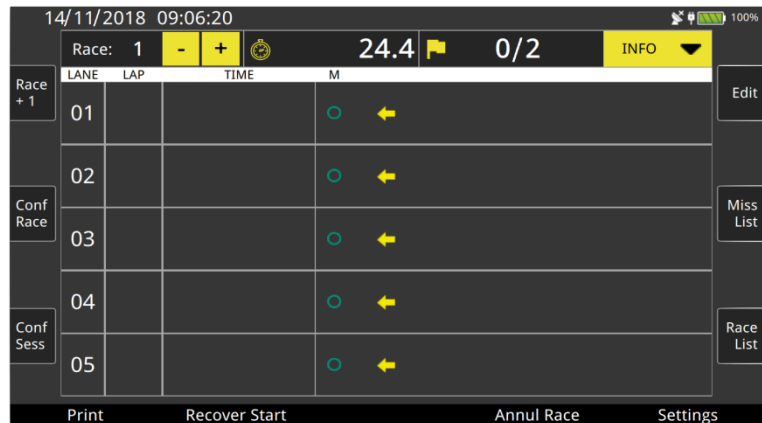 14/11/2018 09:06:20 100%
Race: 1 - + 24.4 0/2 INFO
LANE LAP TIME M
Race
+ 1
Edit
01
02
Conf
Race
Miss
List
03
04
Conf
Sess
Race
List
05
Print Recover Start Annul Race Settings